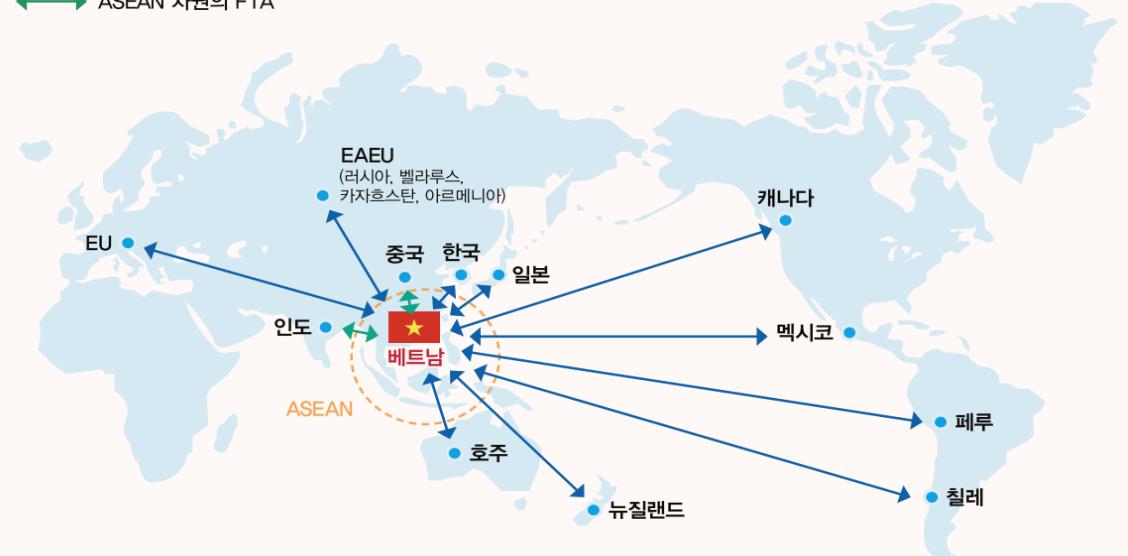 ASEAN 차원의 FTA
EAEU
(러시아, 벨라루스,
카자흐스탄, 아르메니아)
캐나다
EU
중국
한국
일본
인도
베트남
멕시코
ASEAN
페루
호주
칠레
뉴질랜드